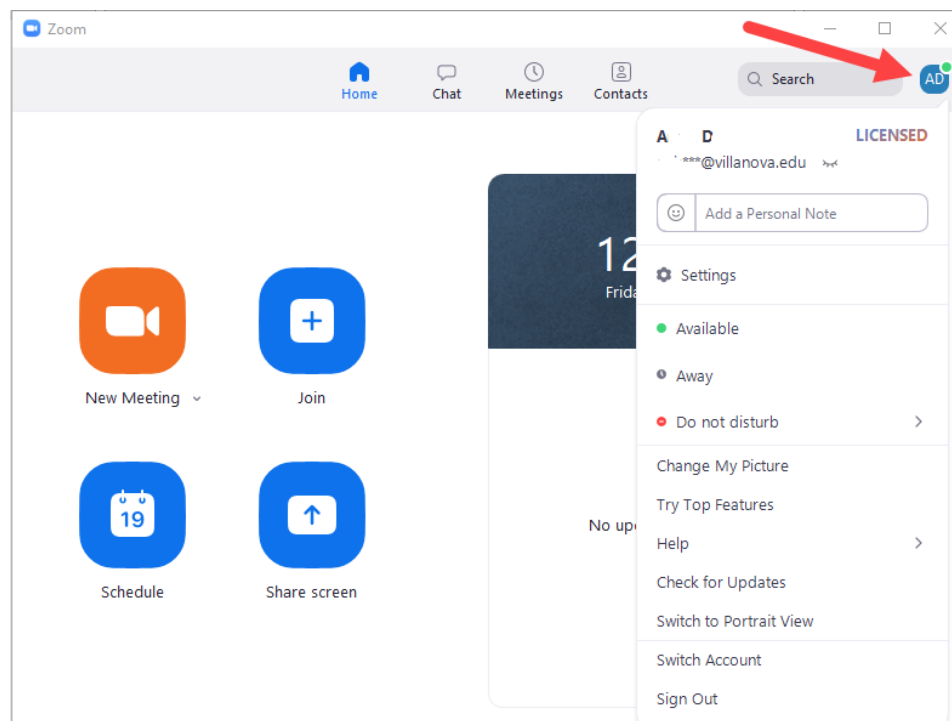 Zoom
Home
Chat
Meetings
Contacts
Search
AD
A D
LICENSED
***@villanova.edu
Add a Personal Note
12
Frida
Settings
Available
Away
Do not disturb
New Meeting
Join
Change My Picture
Try Top Features
19
No up
Help
Check for Updates
Schedule
Share screen
Switch to Portrait View
Switch Account
Sign Out